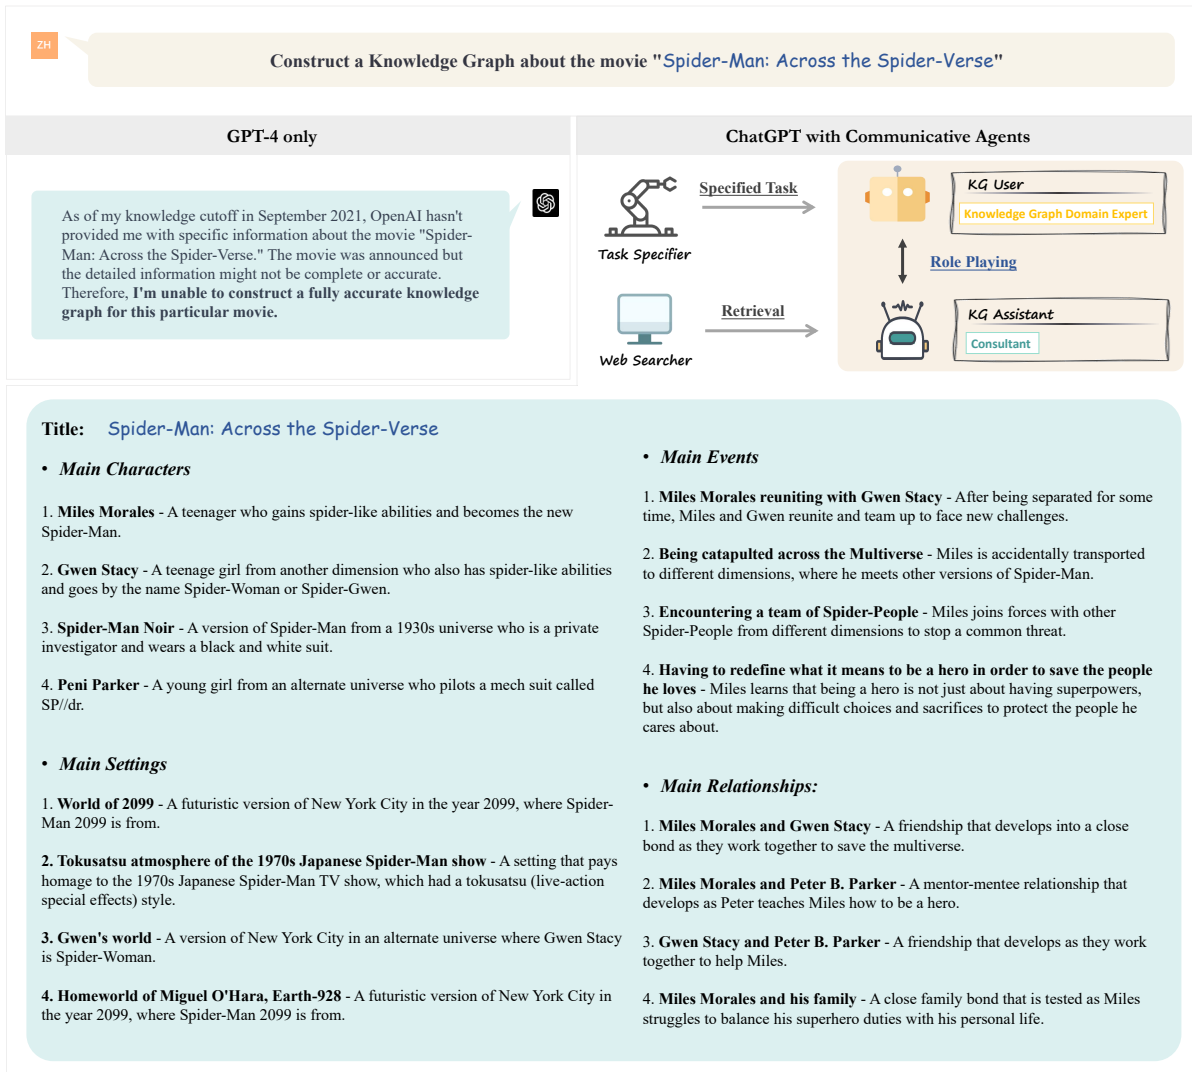 ZH
Construct a Knowledge Graph about the movie "Spider-Man: Across the Spider-Verse"
GPT-4 only
As of my knowledge cutoff in September 2021, OpenAI hasn't
provided me with specific information about the movie "Spider-
Man: Across the Spider-Verse." The movie was announced but
the detailed information might not be complete or accurate.
Therefore, I'm unable to construct a fully accurate knowledge
graph for this particular movie.
ChatGPT with Communicative Agents
Task Specifier
Specified Task
KG User
Knowledge Graph Domain Expert
Role Playing
Web Searcher
Retrieval
KG Assistant
Consultant
Title: Spider-Man: Across the Spider-Verse
• Main Characters
1. Miles Morales - A teenager who gains spider-like abilities and becomes the new
Spider-Man.
2. Gwen Stacy - A teenage girl from another dimension who also has spider-like abilities
and goes by the name Spider-Woman or Spider-Gwen.
3. Spider-Man Noir - A version of Spider-Man from a 1930s universe who is a private
investigator and wears a black and white suit.
4. Peni Parker - A young girl from an alternate universe who pilots a mech suit called
SP//dr.
• Main Settings
1. World of 2099 - A futuristic version of New York City in the year 2099, where Spider-
Man 2099 is from.
2. Tokusatsu atmosphere of the 1970s Japanese Spider-Man show - A setting that pays
homage to the 1970s Japanese Spider-Man TV show, which had a tokusatsu (live-action
special effects) style.
3. Gwen's world - A version of New York City in an alternate universe where Gwen Stacy
is Spider-Woman.
4. Homeworld of Miguel O'Hara, Earth-928 - A futuristic version of New York City in
the year 2099, where Spider-Man 2099 is from.
• Main Events
1. Miles Morales reuniting with Gwen Stacy - After being separated for some
time, Miles and Gwen reunite and team up to face new challenges.
2. Being catapulted across the Multiverse - Miles is accidentally transported
to different dimensions, where he meets other versions of Spider-Man.
3. Encountering a team of Spider-People - Miles joins forces with other
Spider-People from different dimensions to stop a common threat.
4. Having to redefine what it means to be a hero in order to save the people
he loves - Miles learns that being a hero is not just about having superpowers,
but also about making difficult choices and sacrifices to protect the people he
cares about.
• Main Relationships:
1. Miles Morales and Gwen Stacy - A friendship that develops into a close
bond as they work together to save the multiverse.
2. Miles Morales and Peter B. Parker - A mentor-mentee relationship that
develops as Peter teaches Miles how to be a hero.
3. Gwen Stacy and Peter B. Parker - A friendship that develops as they work
together to help Miles.
4. Miles Morales and his family - A close family bond that is tested as Miles
struggles to balance his superhero duties with his personal life.